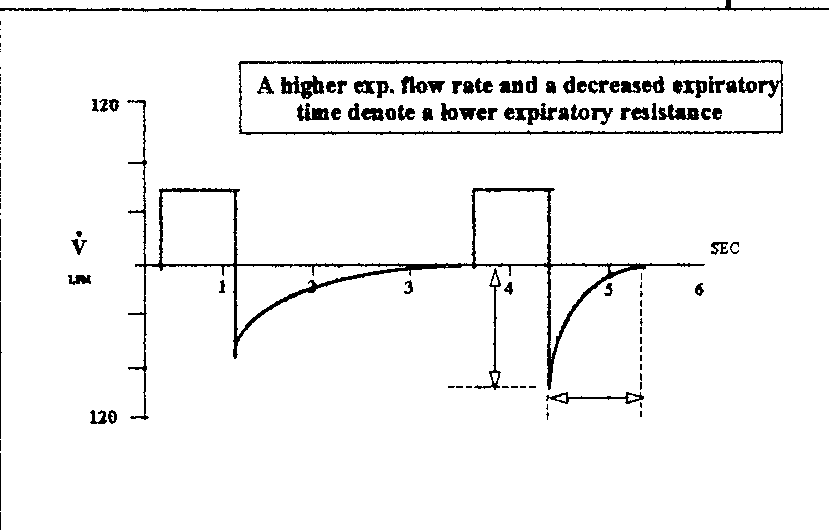 A higher exp. flow rate and a decreased expiratory
time denote a lower expiratory resistance
120
V̇
LPM
SEC
1 2 3 4 5 6
120